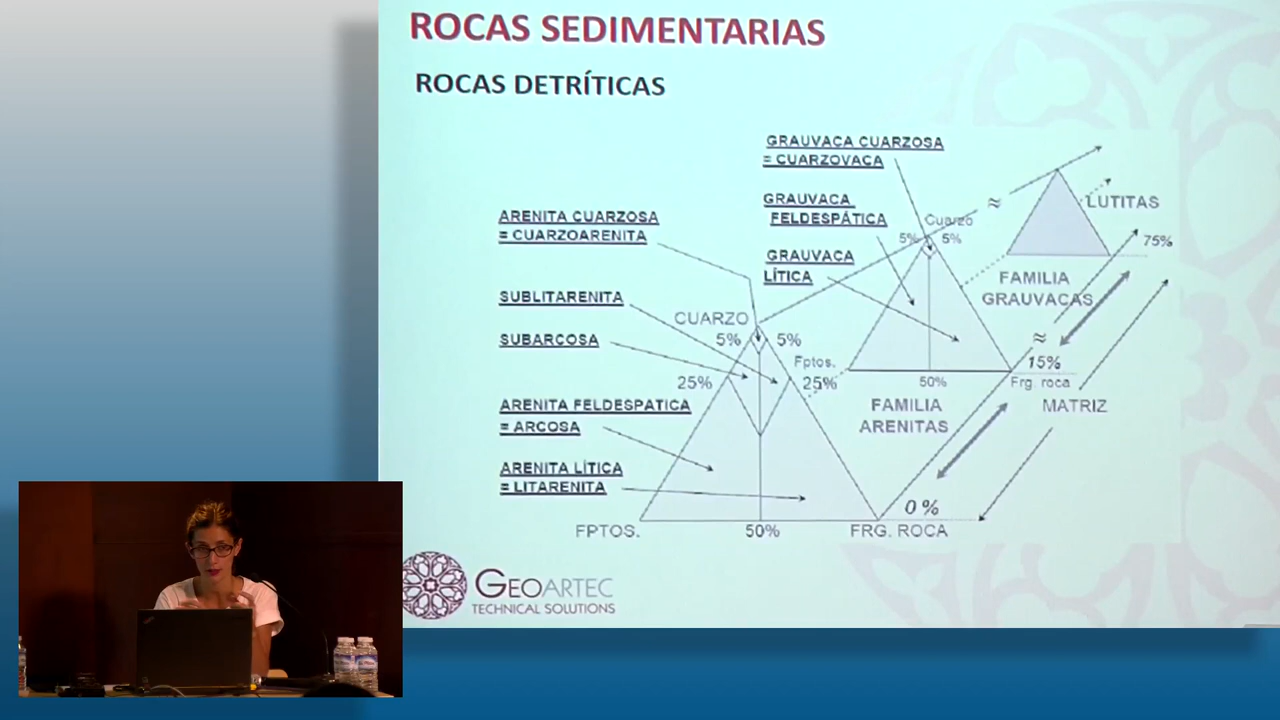 ROCAS SEDIMENTARIAS
ROCAS DETRÍTICAS
GRAUVACA CUARZOSA
= CUARZOVACA
GRAUVACA
FELDESPÁTICA
GRAUVACA
LÍTICA
ARENITA CUARZOSA
= CUARZOARENITA
SUBLITARENITA
SUBARCOSA
ARENITA FELDESPATICA
= ARCOSA
ARENITA LÍTICA
= LITARENITA
CUARZO
5% 5%
25% 25%
Fptos.
FPTOS. 50% FRG. ROCA
Cuarzo
5% 5%
50%
Frg. roca
FAMILIA
ARENITAS
≈
LUTITAS
75%
FAMILIA
GRAUVACAS
≈
15%
MATRIZ
0 %
GEOARTEC
TECHNICAL SOLUTIONS